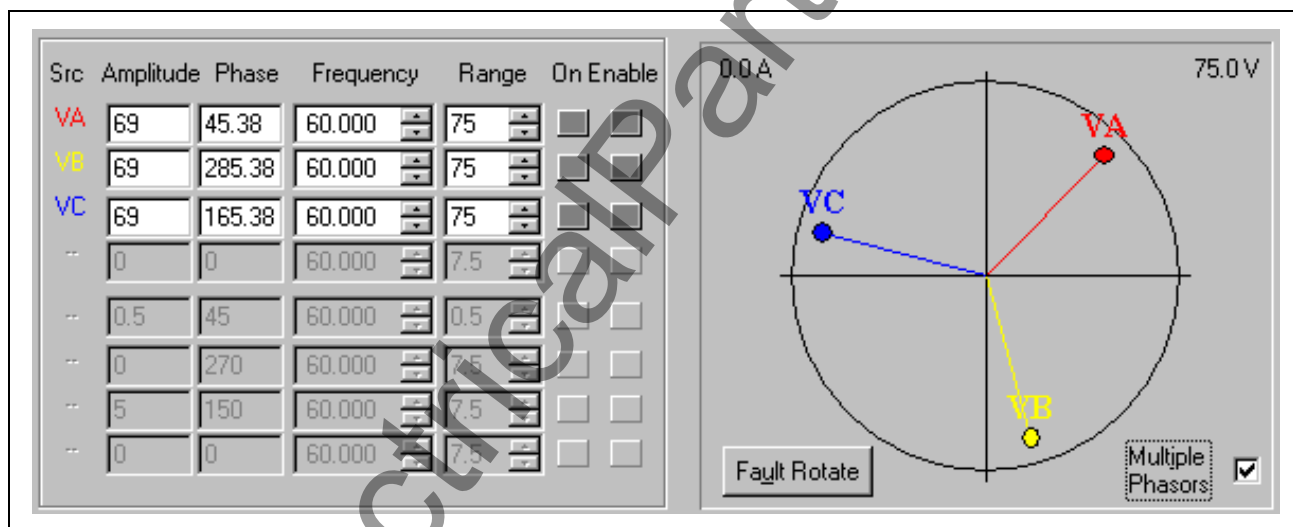 Src Amplitude Phase Frequency Range On Enable
VA 69 45.38 60.000 75
VB 69 285.38 60.000 75
VC 69 165.38 60.000 75
-- 0 0 60.000 7.5
-- 0.5 45 60.000 0.5
-- 0 270 60.000 7.5
-- 5 150 60.000 7.5
-- 0 0 60.000 7.5
0.0 A 75.0 V
VA
VC
VB
Fault Rotate
Multiple
Phasors
ctricalPart